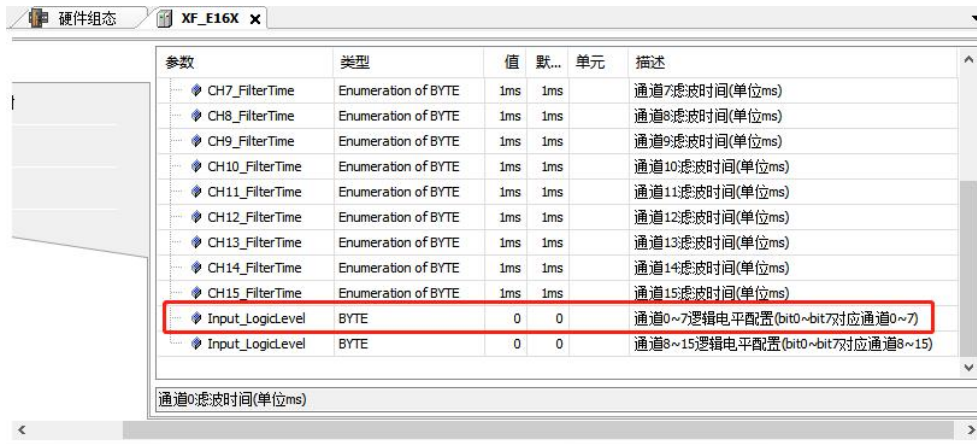 硬件组态 XF_E16X
参数 类型 值 默... 单元 描述
CH7_FilterTime Enumeration of BYTE 1ms 1ms 通道7滤波时间(单位ms)
CH8_FilterTime Enumeration of BYTE 1ms 1ms 通道8滤波时间(单位ms)
CH9_FilterTime Enumeration of BYTE 1ms 1ms 通道9滤波时间(单位ms)
CH10_FilterTime Enumeration of BYTE 1ms 1ms 通道10滤波时间(单位ms)
CH11_FilterTime Enumeration of BYTE 1ms 1ms 通道11滤波时间(单位ms)
CH12_FilterTime Enumeration of BYTE 1ms 1ms 通道12滤波时间(单位ms)
CH13_FilterTime Enumeration of BYTE 1ms 1ms 通道13滤波时间(单位ms)
CH14_FilterTime Enumeration of BYTE 1ms 1ms 通道14滤波时间(单位ms)
CH15_FilterTime Enumeration of BYTE 1ms 1ms 通道15滤波时间(单位ms)
Input_LogicLevel BYTE 0 0 通道0~7逻辑电平配置(bit0~bit7对应通道0~7)
Input_LogicLevel BYTE 0 0 通道8~15逻辑电平配置(bit0~bit7对应通道8~15)
通道0滤波时间(单位ms)